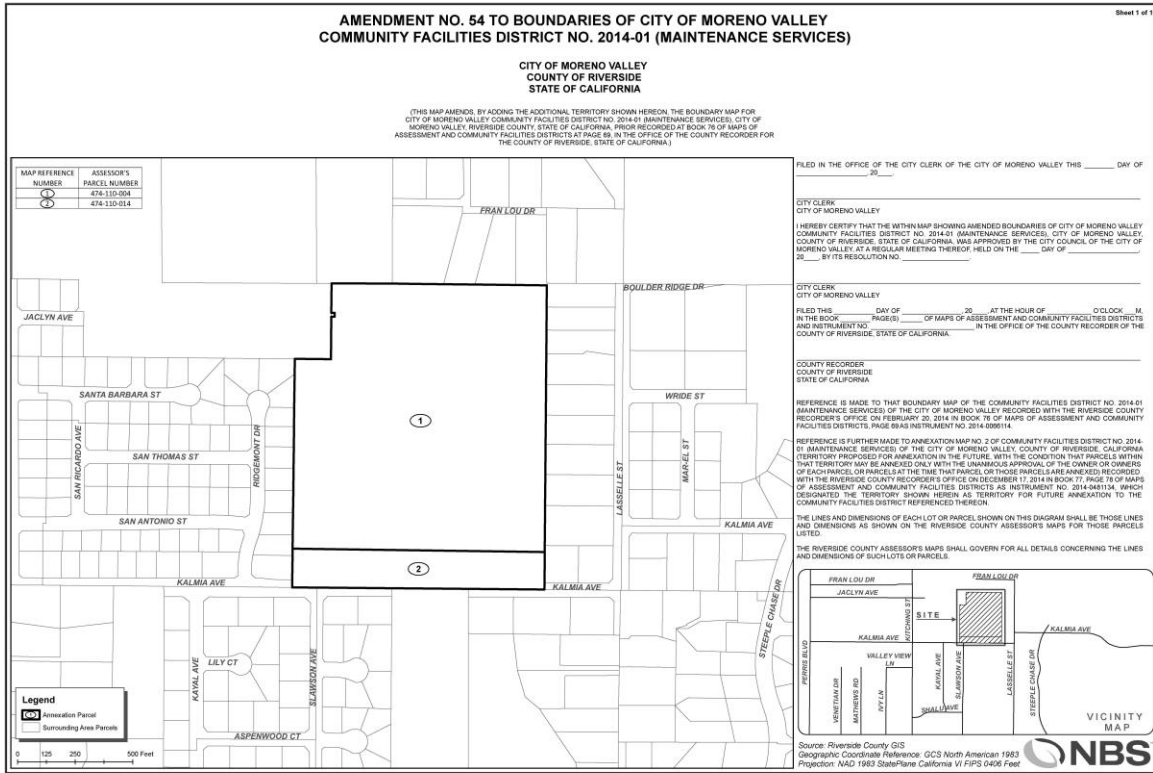 Sheet 1 of 1
AMENDMENT NO. 54 TO BOUNDARIES OF CITY OF MORENO VALLEY
COMMUNITY FACILITIES DISTRICT NO. 2014-01 (MAINTENANCE SERVICES)
CITY OF MORENO VALLEY
COUNTY OF RIVERSIDE
STATE OF CALIFORNIA
(THIS MAP AMENDS, BY ADDING THE ADDITIONAL TERRITORY SHOWN HEREON, THE BOUNDARY MAP FOR
CITY OF MORENO VALLEY COMMUNITY FACILITIES DISTRICT NO. 2014-01 (MAINTENANCE SERVICES), CITY OF
MORENO VALLEY, RIVERSIDE COUNTY, STATE OF CALIFORNIA, PRIOR RECORDED AT BOOK 76 OF MAPS OF
ASSESSMENT AND COMMUNITY FACILITIES DISTRICTS AT PAGE 69, IN THE OFFICE OF THE COUNTY RECORDER FOR
THE COUNTY OF RIVERSIDE, STATE OF CALIFORNIA.)
MAP REFERENCE NUMBER ASSESSOR'S PARCEL NUMBER
1 474-110-004
2 474-110-014
FRAN LOU DR
BOULDER RIDGE DR
JACLYN AVE
SANTA BARBARA ST
WRIDE ST
1
SAN RICARDO AVE
SAN THOMAS ST
RIDGEMONT DR
LASSELLE ST
MAR-EL ST
SAN ANTONIO ST
KALMIA AVE
2
KALMIA AVE
KALMIA AVE
STEEPLE CHASE DR
KAYAL AVE
LILY CT
SLAWSON AVE
ASPENWOOD CT
Legend
# Annexation Parcel
Surrounding Area Parcels
0 125 250 500 Feet
FILED IN THE OFFICE OF THE CITY CLERK OF THE CITY OF MORENO VALLEY THIS ______ DAY OF
______________, 20___.
CITY CLERK
CITY OF MORENO VALLEY
I HEREBY CERTIFY THAT THE WITHIN MAP SHOWING AMENDED BOUNDARIES OF CITY OF MORENO VALLEY
COMMUNITY FACILITIES DISTRICT NO. 2014-01 (MAINTENANCE SERVICES), CITY OF MORENO VALLEY,
COUNTY OF RIVERSIDE, STATE OF CALIFORNIA, WAS APPROVED BY THE CITY COUNCIL OF THE CITY OF
MORENO VALLEY, AT A REGULAR MEETING THEREOF, HELD ON THE ____ DAY OF ______________,
20____, BY ITS RESOLUTION NO. ______________.
CITY CLERK
CITY OF MORENO VALLEY
FILED THIS ________ DAY OF ____________, 20___, AT THE HOUR OF ________ O'CLOCK ___M,
IN THE BOOK ______ PAGE(S) ______ OF MAPS OF ASSESSMENT AND COMMUNITY FACILITIES DISTRICTS
AND INSTRUMENT NO. ________________ IN THE OFFICE OF THE COUNTY RECORDER OF THE
COUNTY OF RIVERSIDE, STATE OF CALIFORNIA.
COUNTY RECORDER
COUNTY OF RIVERSIDE
STATE OF CALIFORNIA
REFERENCE IS MADE TO THAT BOUNDARY MAP OF THE COMMUNITY FACILITIES DISTRICT NO. 2014-01
(MAINTENANCE SERVICES) OF THE CITY OF MORENO VALLEY RECORDED WITH THE RIVERSIDE COUNTY
RECORDER'S OFFICE ON FEBRUARY 20, 2014 IN BOOK 76 OF MAPS OF ASSESSMENT AND COMMUNITY
FACILITIES DISTRICTS, PAGE 69 AS INSTRUMENT NO. 2014-0066114.
REFERENCE IS FURTHER MADE TO ANNEXATION MAP NO. 2 OF COMMUNITY FACILITIES DISTRICT NO. 2014-
01 (MAINTENANCE SERVICES) OF THE CITY OF MORENO VALLEY, COUNTY OF RIVERSIDE, CALIFORNIA
(TERRITORY PROPOSED FOR ANNEXATION IN THE FUTURE, WITH THE CONDITION THAT PARCELS WITHIN
THAT TERRITORY MAY BE ANNEXED ONLY WITH THE UNANIMOUS APPROVAL OF THE OWNER OR OWNERS
OF EACH PARCEL OR PARCELS AT THE TIME THAT PARCEL OR THOSE PARCELS ARE ANNEXED) RECORDED
WITH THE RIVERSIDE COUNTY RECORDER'S OFFICE ON DECEMBER 17, 2014 IN BOOK 77, PAGE 78 OF MAPS
OF ASSESSMENT AND COMMUNITY FACILITIES DISTRICTS AS INSTRUMENT NO. 2014-0481134, WHICH
DESIGNATED THE TERRITORY SHOWN HEREIN AS TERRITORY FOR FUTURE ANNEXATION TO THE
COMMUNITY FACILITIES DISTRICT REFERENCED THEREON.
THE LINES AND DIMENSIONS OF EACH LOT OR PARCEL SHOWN ON THIS DIAGRAM SHALL BE THOSE LINES
AND DIMENSIONS AS SHOWN ON THE RIVERSIDE COUNTY ASSESSOR'S MAPS FOR THOSE PARCELS
LISTED.
THE RIVERSIDE COUNTY ASSESSOR'S MAPS SHALL GOVERN FOR ALL DETAILS CONCERNING THE LINES
AND DIMENSIONS OF SUCH LOTS OR PARCELS.
FRAN LOU DR
FRAN LOU DR
JACLYN AVE
KITCHING ST
SITE
KALMIA AVE
KALMIA AVE
PERRIS BLVD
VALLEY VIEW LN
VENETIAN DR
MATHEWS RD
IVY LN
KAYAL AVE
SLAWSON AVE
LASSELLE ST
STEEPLE CHASE DR
SHALU AVE
VICINITY
MAP
Source: Riverside County GIS
Geographic Coordinate Reference: GCS North American 1983
Projection: NAD 1983 StatePlane California VI FIPS 0406 Feet
NBS